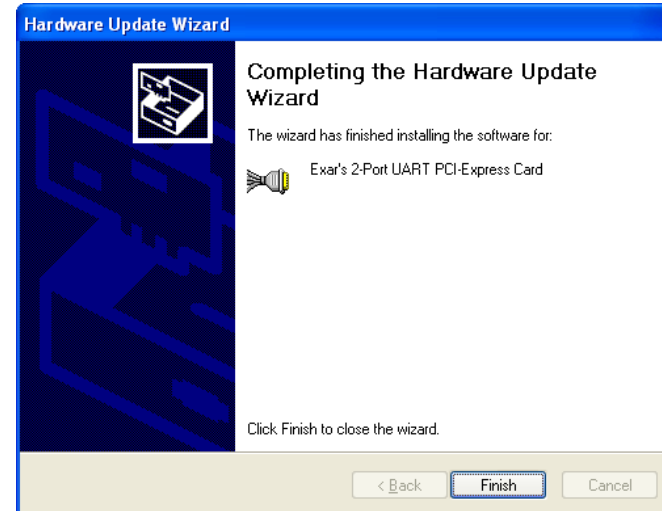 Hardware Update Wizard
Completing the Hardware Update
Wizard
The wizard has finished installing the software for:
Exar's 2-Port UART PCI-Express Card
Click Finish to close the wizard.
< Back
Finish
Cancel